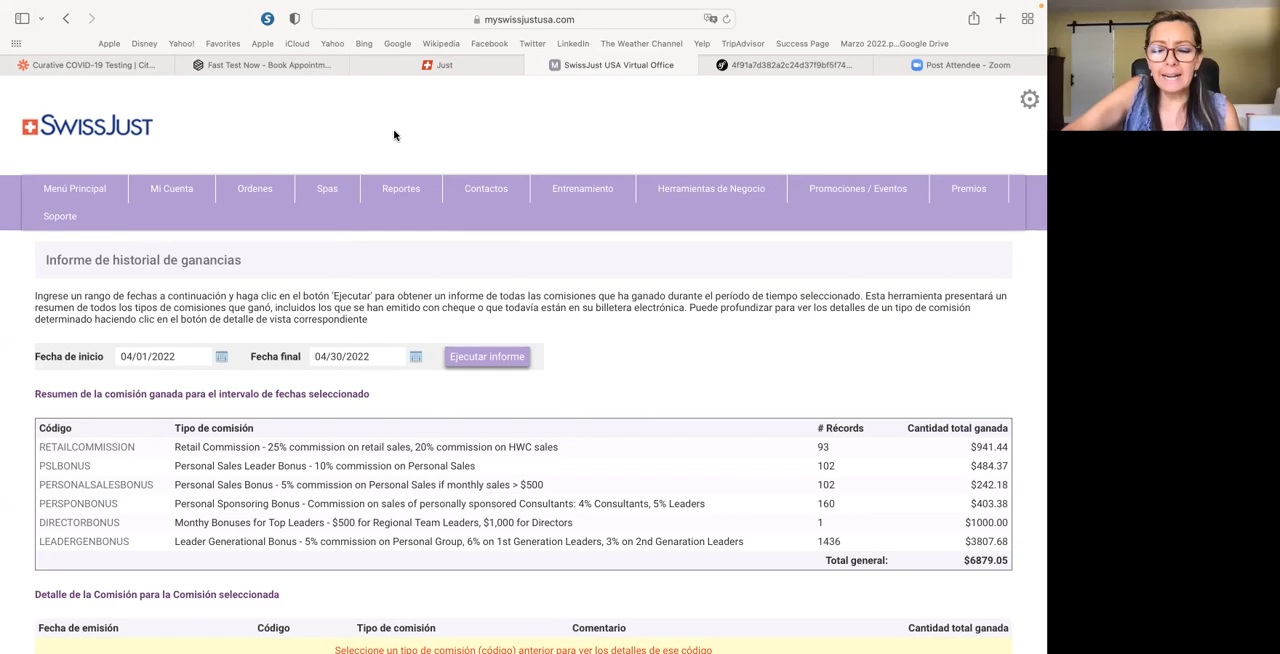 myswissjustusa.com
Apple Disney Yahoo! Favorites Apple iCloud Yahoo Bing Google Wikipedia Facebook Twitter LinkedIn The Weather Channel Yelp TripAdvisor Success Page Marzo 2022.p...Google Drive
Curative COVID-19 Testing | Cit... Fast Test Now - Book Appointm... Just SwissJust USA Virtual Office 4f91a7d382a2c24d37f9bf5f74... Post Attendee - Zoom
SWISSJUST
Menú Principal Mi Cuenta Ordenes Spas Reportes Contactos Entrenamiento Herramientas de Negocio Promociones / Eventos Premios
Soporte
Informe de historial de ganancias
Ingrese un rango de fechas a continuación y haga clic en el botón 'Ejecutar' para obtener un informe de todas las comisiones que ha ganado durante el período de tiempo seleccionado. Esta herramienta presentará un
resumen de todos los tipos de comisiones que ganó, incluidos los que se han emitido con cheque o que todavía están en su billetera electrónica. Puede profundizar para ver los detalles de un tipo de comisión
determinado haciendo clic en el botón de detalle de vista correspondiente
Fecha de inicio 04/01/2022 Fecha final 04/30/2022 Ejecutar informe
Resumen de la comisión ganada para el intervalo de fechas seleccionado
Código Tipo de comisión # Récords Cantidad total ganada
RETAILCOMMISSION Retail Commission - 25% commission on retail sales, 20% commission on HWC sales 93 $941.44
PSLBONUS Personal Sales Leader Bonus - 10% commission on Personal Sales 102 $484.37
PERSONALSALESBONUS Personal Sales Bonus - 5% commission on Personal Sales if monthly sales > $500 102 $242.18
PERSPONBONUS Personal Sponsoring Bonus - Commission on sales of personally sponsored Consultants: 4% Consultants, 5% Leaders 160 $403.38
DIRECTORBONUS Monthy Bonuses for Top Leaders - $500 for Regional Team Leaders, $1,000 for Directors 1 $1000.00
LEADERGENBONUS Leader Generational Bonus - 5% commission on Personal Group, 6% on 1st Generation Leaders, 3% on 2nd Genaration Leaders 1436 $3807.68
Total general: $6879.05
Detalle de la Comisión para la Comisión seleccionada
Fecha de emisión Código Tipo de comisión Comentario Cantidad total ganada
Seleccione un tipo de comisión (código) anterior para ver los detalles de ese código